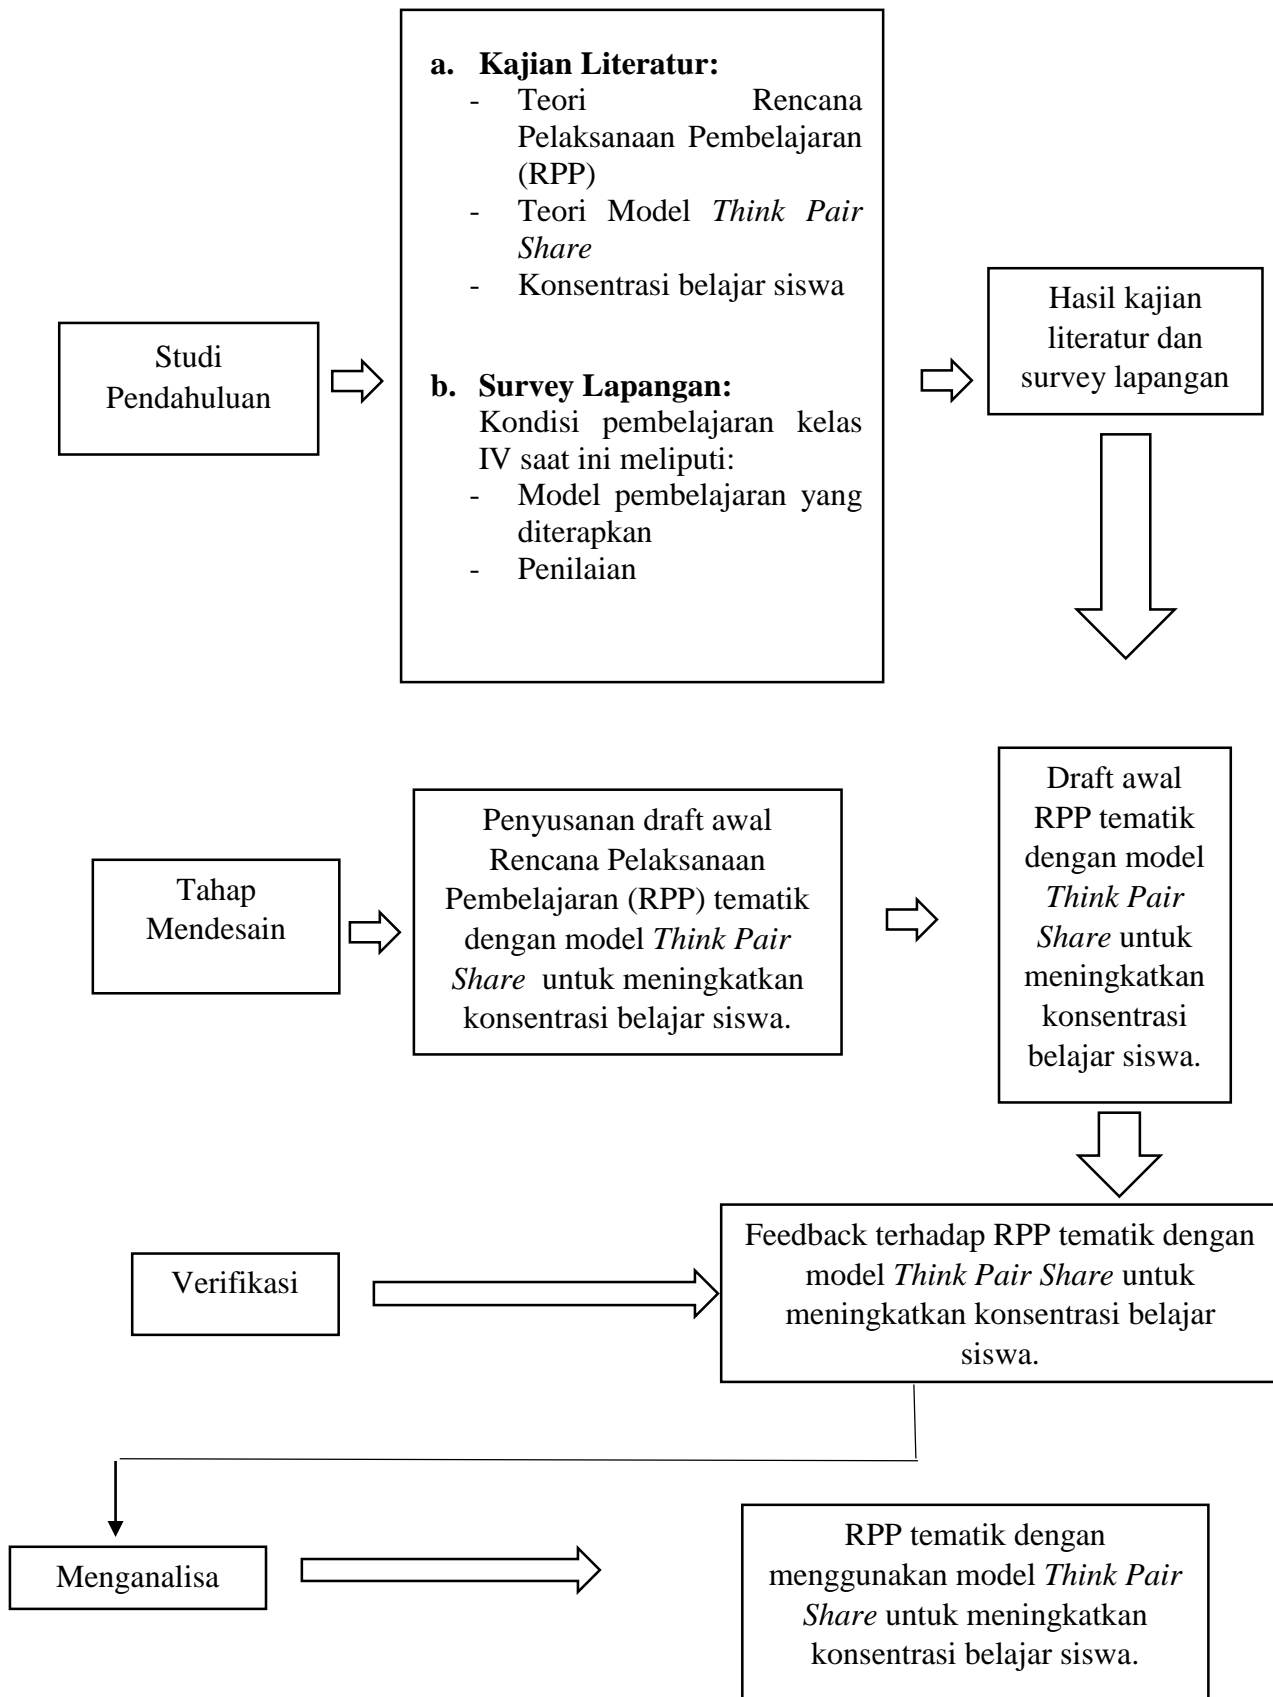 Studi
Pendahuluan
a. Kajian Literatur:
- Teori Rencana
Pelaksanaan Pembelajaran
(RPP)
- Teori Model Think Pair
Share
- Konsentrasi belajar siswa
b. Survey Lapangan:
Kondisi pembelajaran kelas
IV saat ini meliputi:
- Model pembelajaran yang
diterapkan
- Penilaian
Hasil kajian
literatur dan
survey lapangan
Tahap
Mendesain
Penyusanan draft awal
Rencana Pelaksanaan
Pembelajaran (RPP) tematik
dengan model Think Pair
Share untuk meningkatkan
konsentrasi belajar siswa.
Draft awal
RPP tematik
dengan model
Think Pair
Share untuk
meningkatkan
konsentrasi
belajar siswa.
Verifikasi
Feedback terhadap RPP tematik dengan
model Think Pair Share untuk
meningkatkan konsentrasi belajar
siswa.
Menganalisa
RPP tematik dengan
menggunakan model Think Pair
Share untuk meningkatkan
konsentrasi belajar siswa.